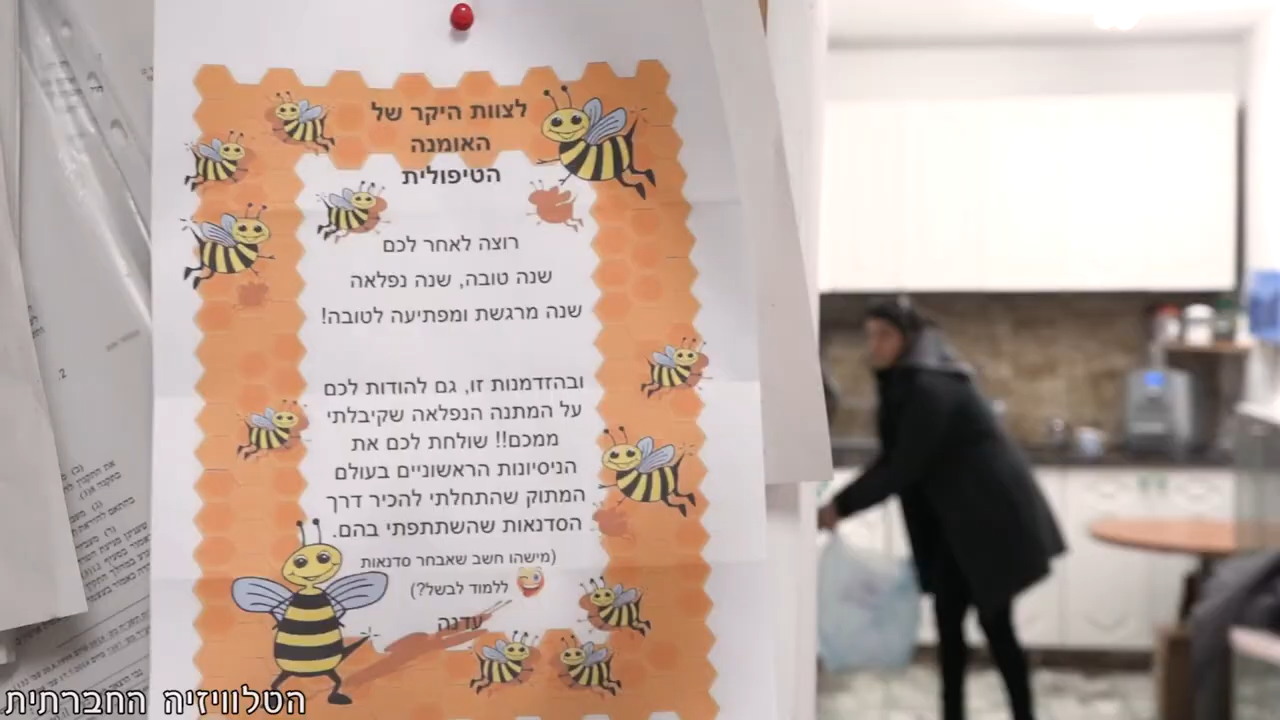 לצוות היקר של
האומנה
הטיפולית
רוצה לאחר לכם
שנה טובה, שנה נפלאה
שנה מרגשת ומפתיעה לטובה!
ובהזדמנות זו, גם להודות לכם
על המתנה הנפלאה שקיבלתי
ממכם!! שולחת לכם את
הניסיונות הראשוניים בעולם
המתוק שהתחלתי להכיר דרך
הסדנאות שהשתתפתי בהם.
(מישהו חשב שאבחר סדנאות
ללמוד לבשל?)
עדנה
הטלוויזיה החברתית